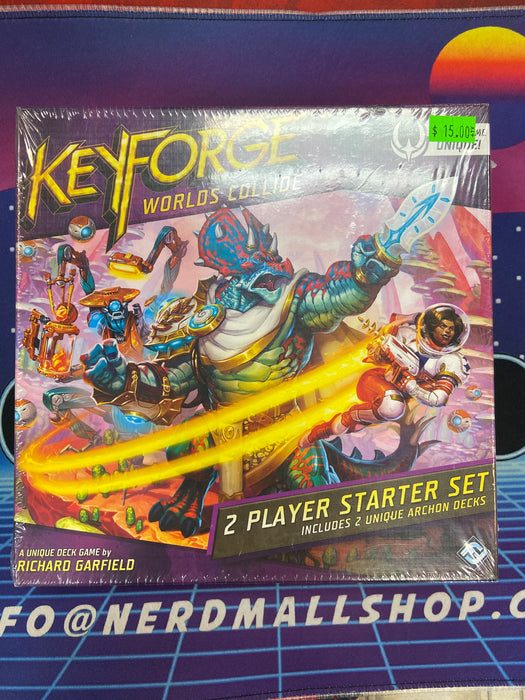 $ 15.00
UNIQUE!
KEYFORGE
WORLDS COLLIDE
2 PLAYER STARTER SET
INCLUDES 2 UNIQUE ARCHON DECKS
A UNIQUE DECK GAME by
RICHARD GARFIELD
FO@NERDMALLSHOP.C